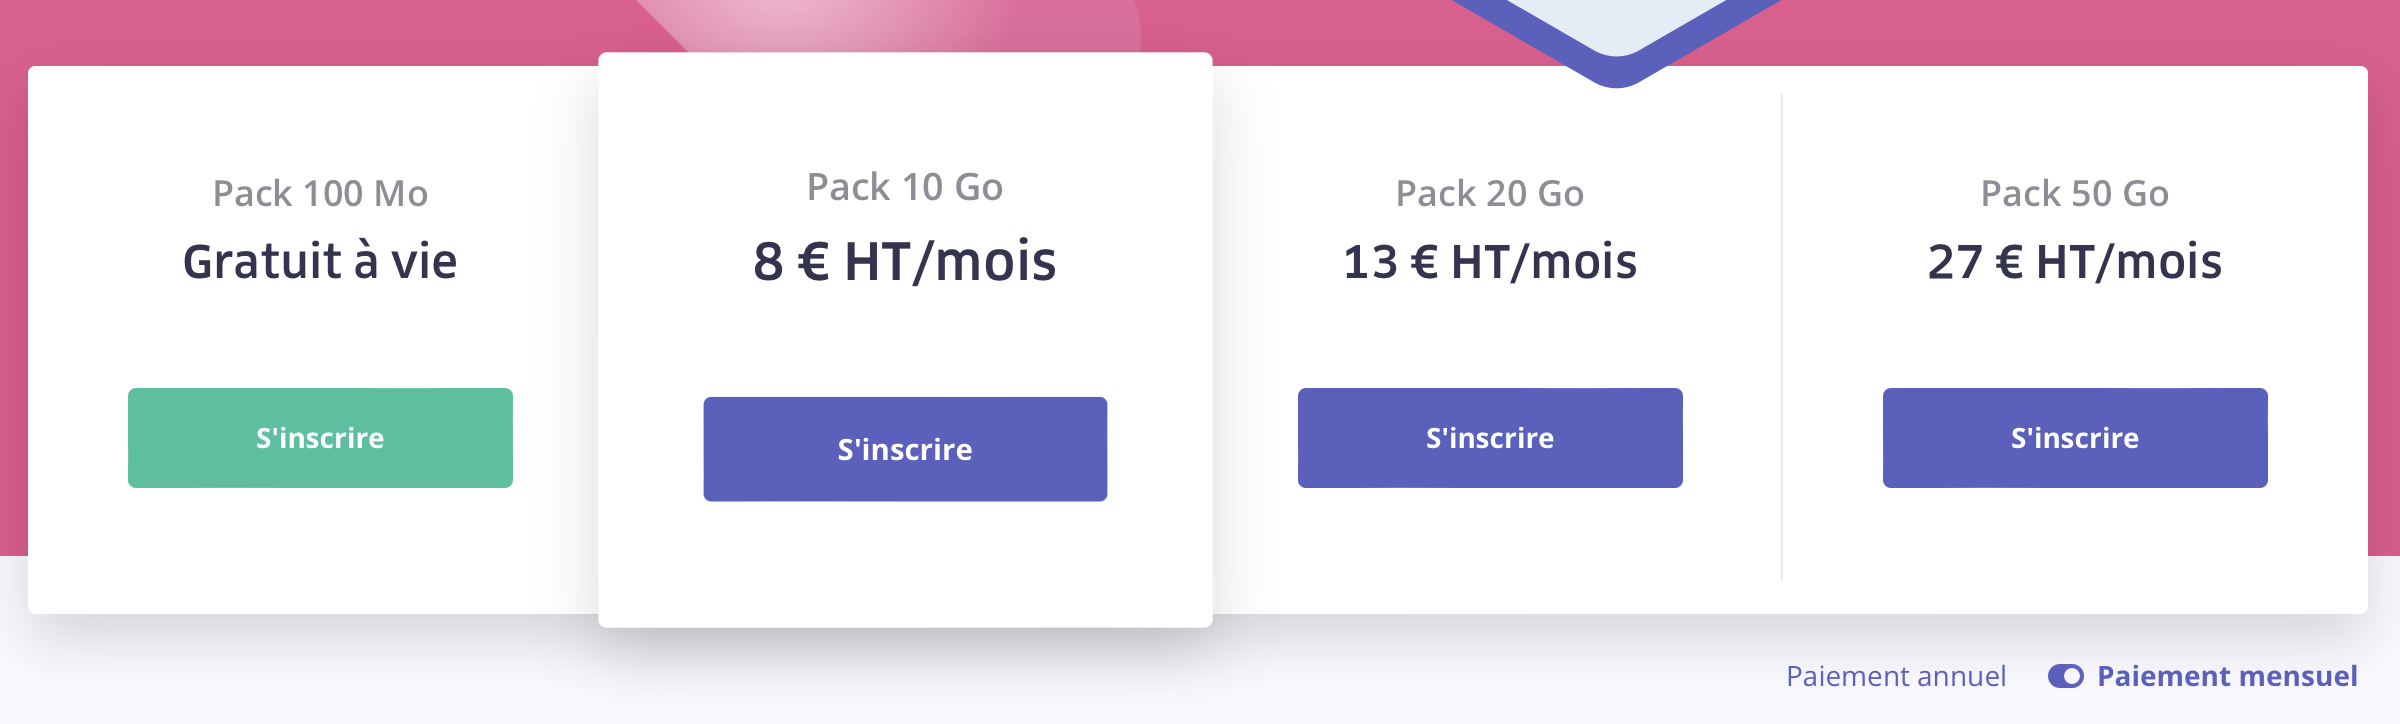 Pack 100 Mo
Gratuit à vie
S'inscrire
Pack 10 Go
8 € HT/mois
S'inscrire
Pack 20 Go
13 € HT/mois
S'inscrire
Pack 50 Go
27 € HT/mois
S'inscrire
Paiement annuel
Paiement mensuel